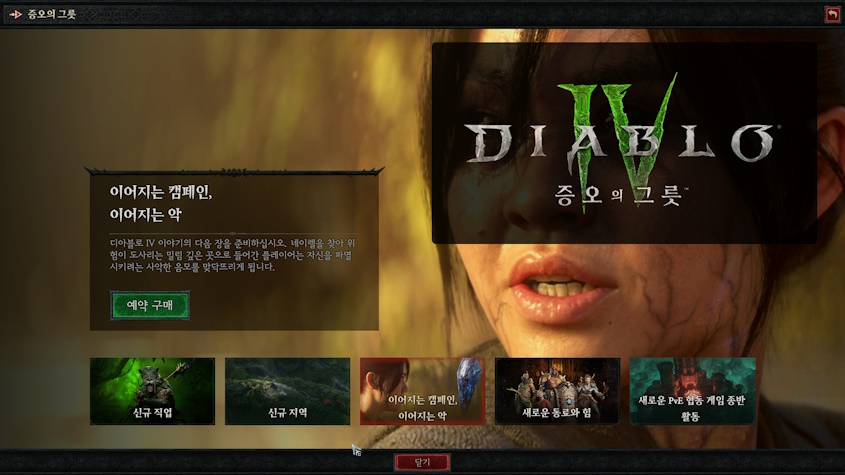 증오의 그릇
DIABLO
IV
증오의 그릇™
이어지는 캠페인,
이어지는 악
디아블로 IV 이야기의 다음 장을 준비하십시오. 네이렐을 찾아 위
험이 도사리는 밀림 깊은 곳으로 들어간 플레이어는 자신을 파멸
시키려는 사악한 음모를 맞닥뜨리게 됩니다.
예약 구매
신규 직업
신규 지역
이어지는 캠페인,
이어지는 악
새로운 동료와 힘
새로운 PvE 협동 게임 종반
활동
닫기